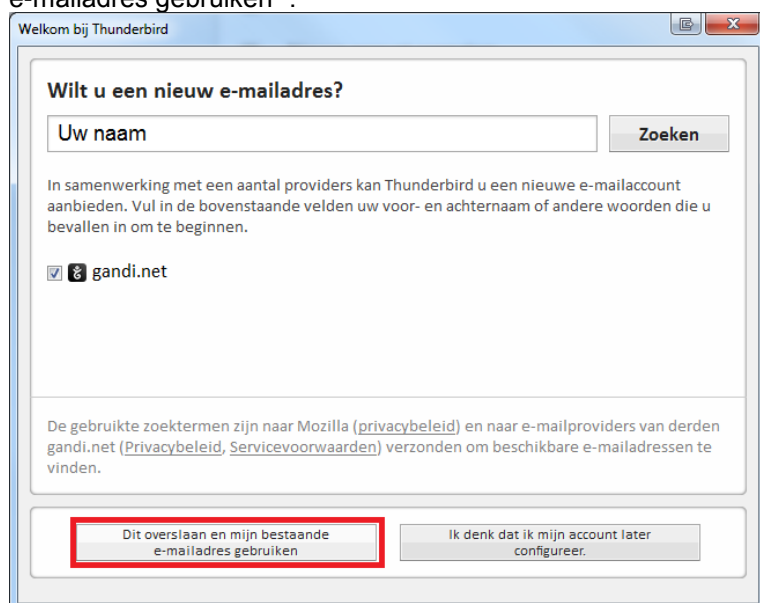 e-mailadres gebruiken".
Welkom bij Thunderbird
Wilt u een nieuw e-mailadres?
Uw naam
Zoeken
In samenwerking met een aantal providers kan Thunderbird u een nieuwe e-mailaccount
aanbieden. Vul in de bovenstaande velden uw voor- en achternaam of andere woorden die u
bevallen in om te beginnen.
gandi.net
De gebruikte zoektermen zijn naar Mozilla (privacybeleid) en naar e-mailproviders van derden
gandi.net (Privacybeleid, Servicevoorwaarden) verzonden om beschikbare e-mailadressen te
vinden.
Dit overslaan en mijn bestaande
e-mailadres gebruiken
Ik denk dat ik mijn account later
configureer.